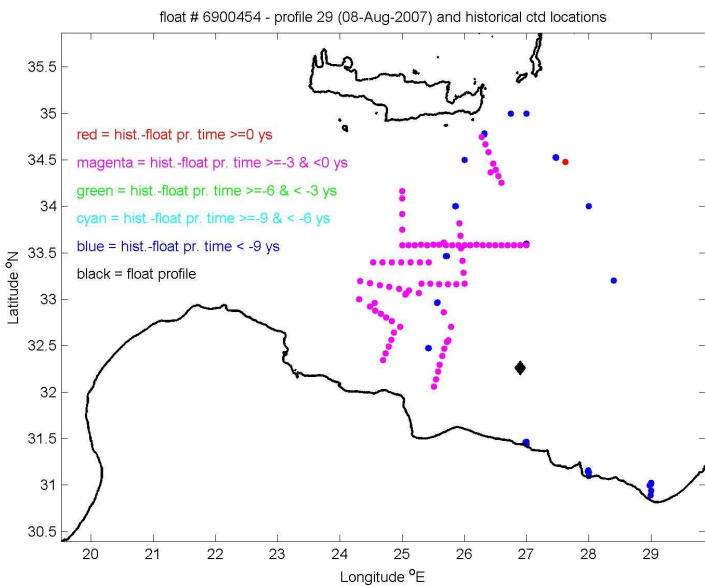 float # 6900454 - profile 29 (08-Aug-2007) and historical ctd locations
35.5
35
34.5
34
33.5
33
32.5
32
31.5
31
30.5
Latitude °N
red = hist.-float pr. time >=0 ys
magenta = hist.-float pr. time >=-3 & <0 ys
green = hist.-float pr. time >=-6 & < -3 ys
cyan = hist.-float pr. time >=-9 & < -6 ys
blue = hist.-float pr. time < -9 ys
black = float profile
20 21 22 23 24 25 26 27 28 29
Longitude °E